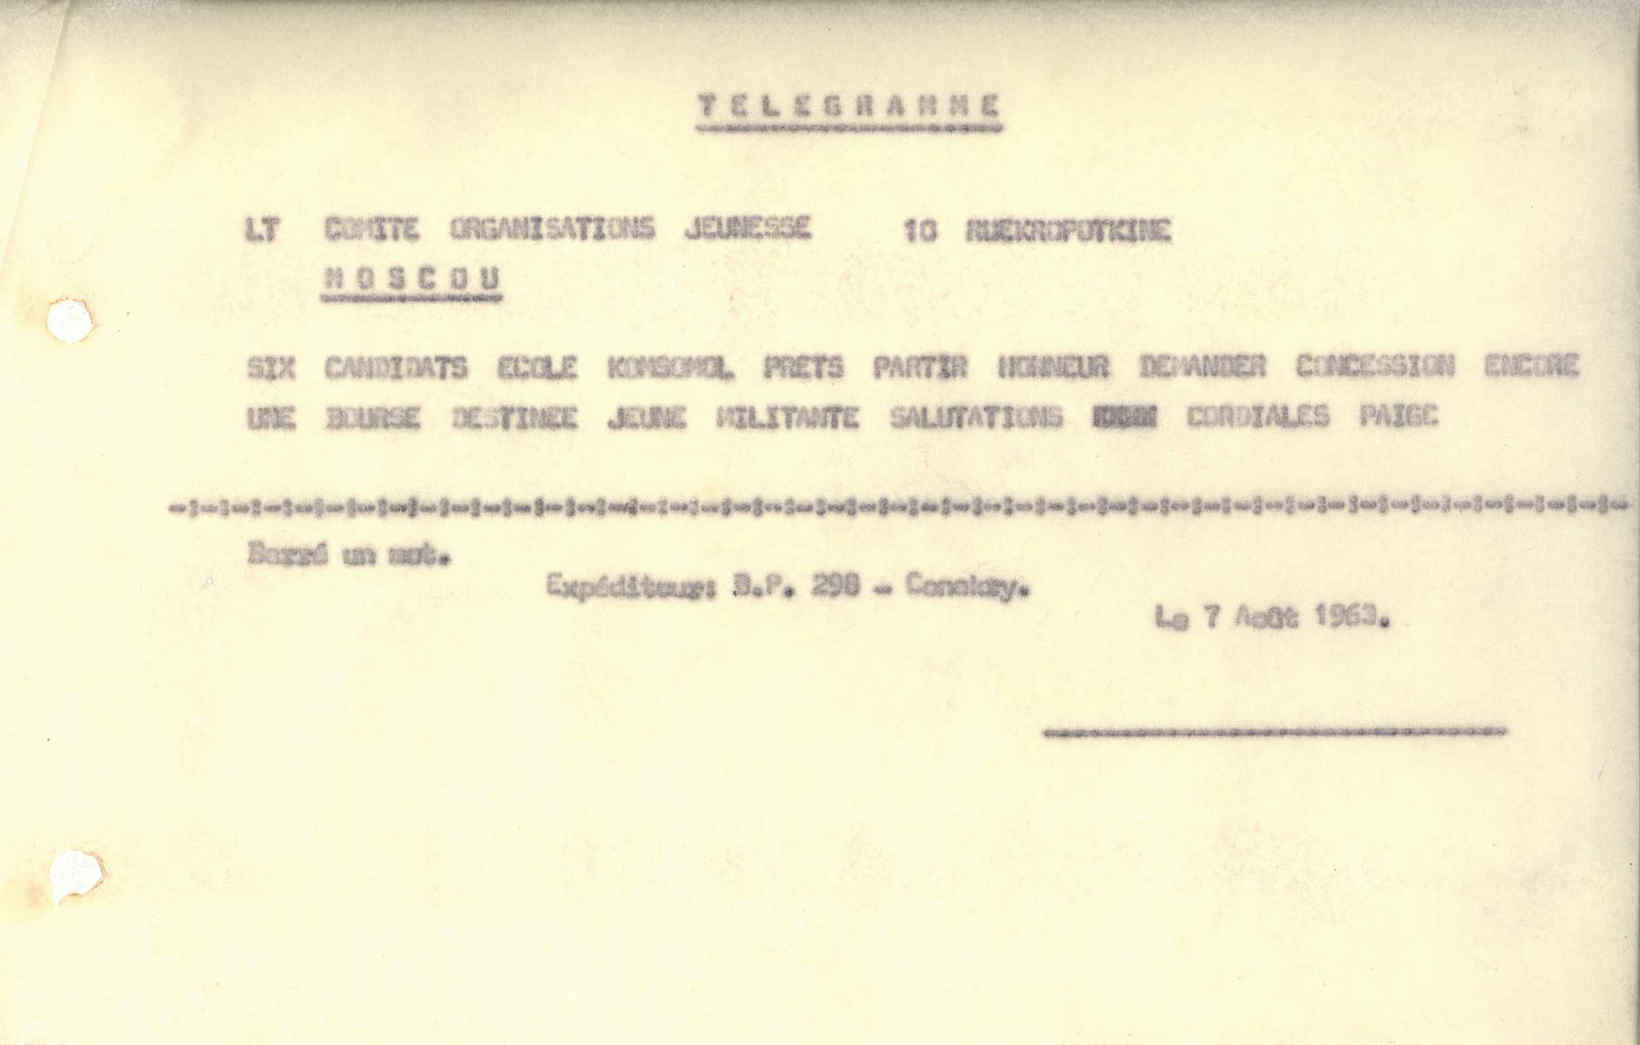 TELEGRAMME
LT COMITE ORGANISATIONS JEUNESSE 10 RUEKROPOTKINE
MOSCOU
SIX CANDIDATS ECOLE KOMSOMOL PRETS PARTIR HONNEUR DEMANDER CONCESSION ENCORE
UNE BOURSE DESTINEE JEUNE MILITANTE SALUTATIONS CORDIALES PAIGC
-:-:-:-:-:-:-:-:-:-:-:-:-:-:-:-:-:-:-:-:-:-:-:-:-:-:-:-:-:-:-:-:-:-:-:-:-:-:-:-:-:-:-:-:-:-:-
Barré un mot.
Expéditeur: B.P. 298 - Conakry.
Le 7 Août 1963.